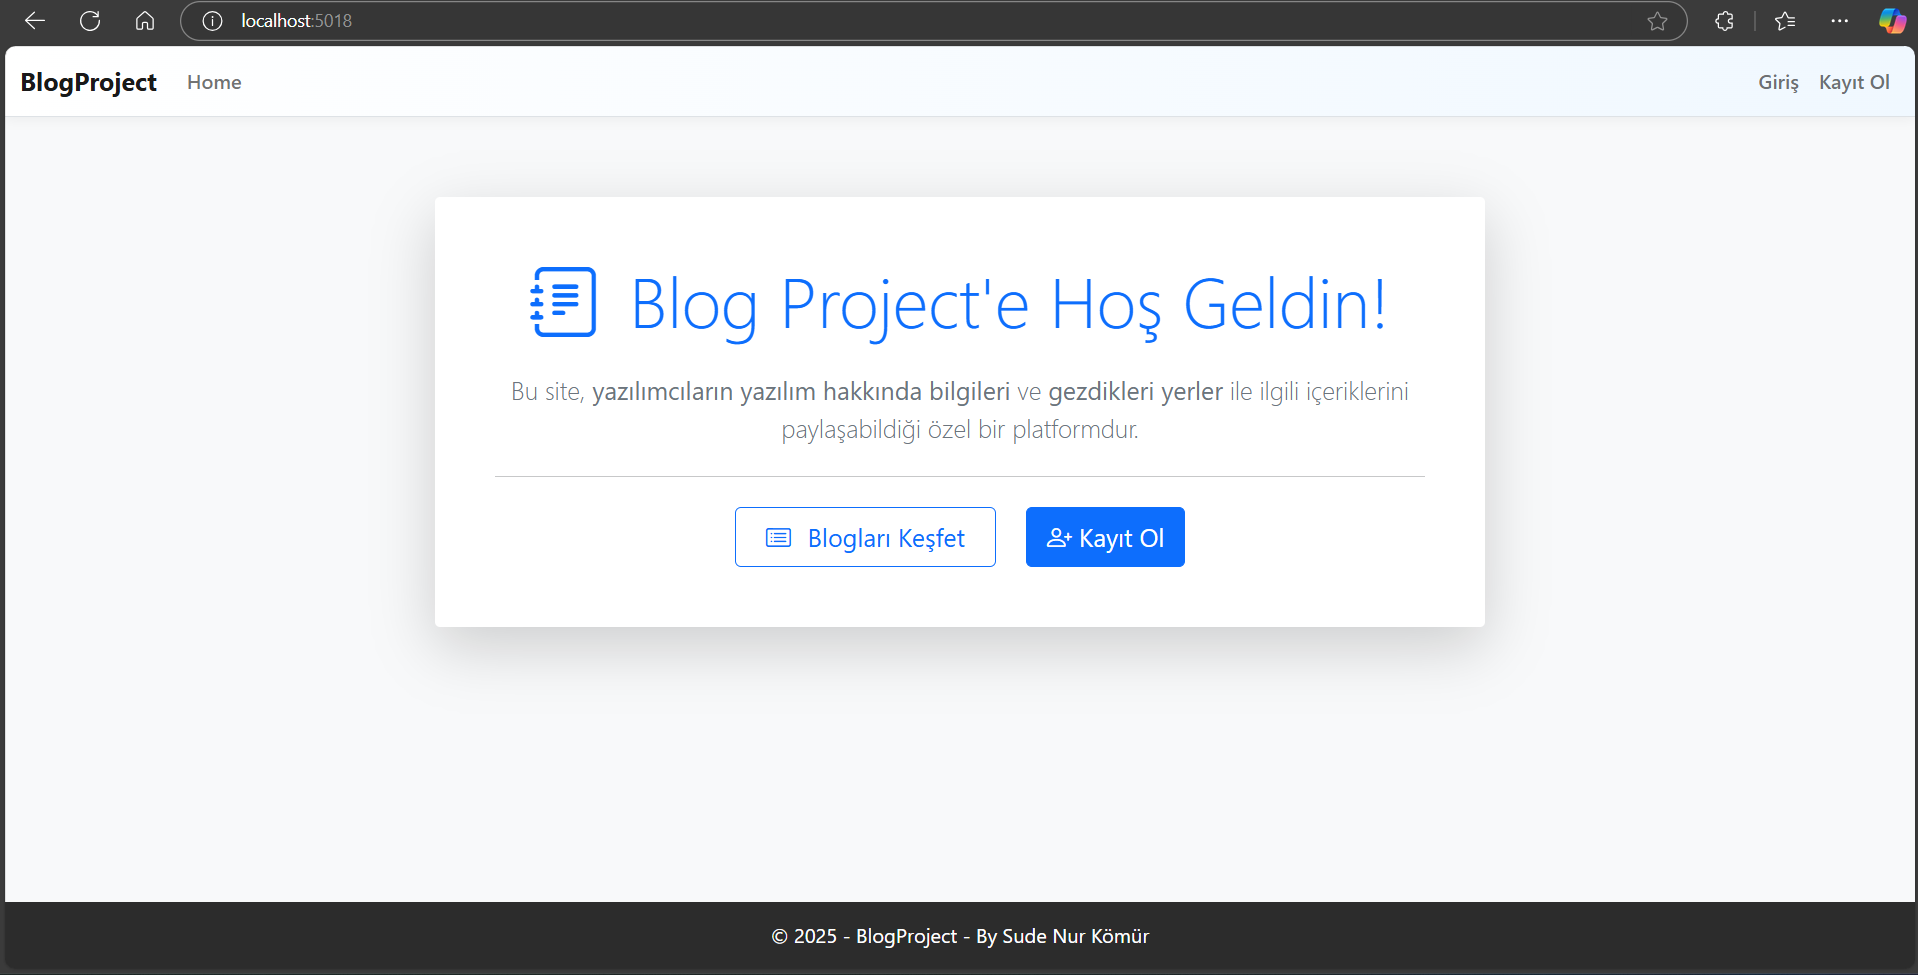 localhost:5018
BlogProject Home Giriş Kayıt Ol
Blog Project'e Hoş Geldin!
Bu site, yazılımcıların yazılım hakkında bilgileri ve gezdikleri yerler ile ilgili içeriklerini
paylaşabildiği özel bir platformdur.
Blogları Keşfet Kayıt Ol
© 2025 - BlogProject - By Sude Nur Kömür